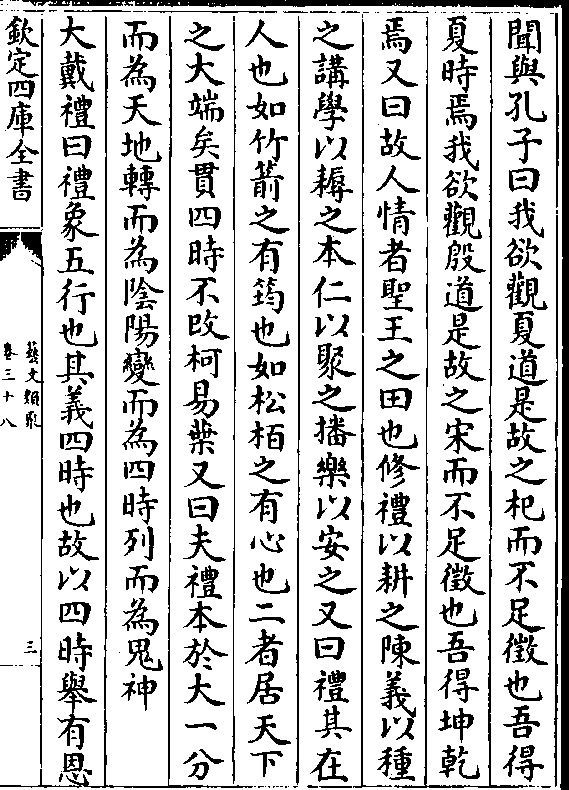 聞與孔子曰我欲觀夏道是故之杞而不足徵也吾得
夏時焉我欲觀殷道是故之宋而不足徵也吾得坤乾
焉又曰故人情者聖王之田也修禮以耕之陳義以種
之講學以耨之本仁以聚之播樂以安之又曰禮其在
人也如竹箭之有筠也如松栢之有心也二者居天下
之大端矣貫四時不改柯易葉又曰夫禮本於大一分
而為天地轉而為陰陽變而為四時列而為鬼神
大戴禮曰禮象五行也其義四時也故以四時舉有恩
欽定四庫全書
藝文類聚
卷三十八
三